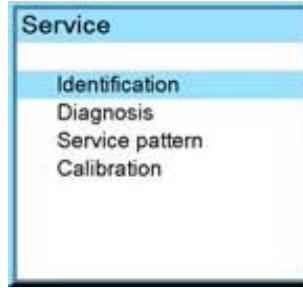 Service
Identification
Diagnosis
Service pattern
Calibration